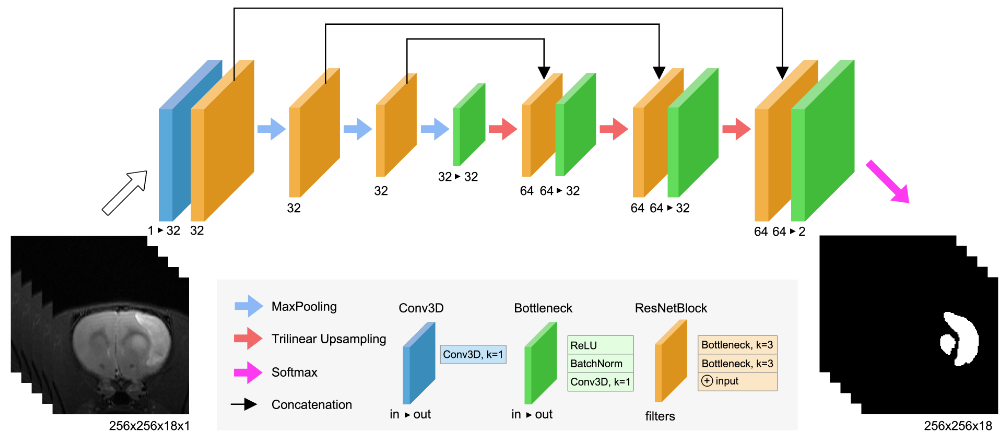 1 ▸ 32
32
32
32
32 ▸ 32
64
64 ▸ 32
64
64 ▸ 32
64
64 ▸ 2
256x256x18x1
MaxPooling
Trilinear Upsampling
Softmax
Concatenation
Conv3D
Conv3D, k=1
in ▸ out
Bottleneck
ReLU
BatchNorm
Conv3D, k=1
in ▸ out
ResNetBlock
Bottleneck, k=3
Bottleneck, k=3
⊕ input
filters
256x256x18